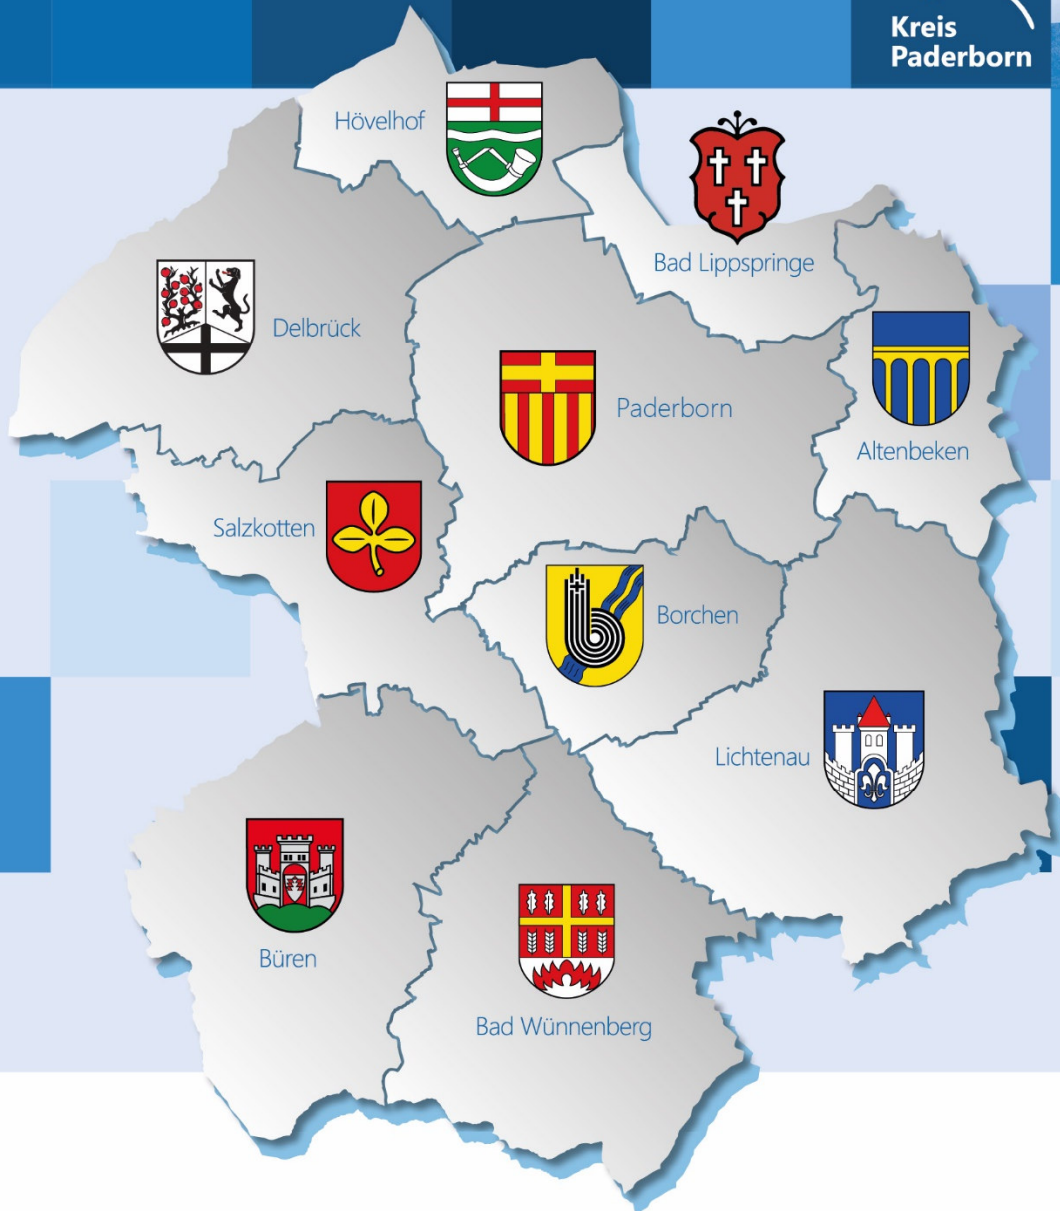 Kreis
Paderborn
Hövelhof
Bad Lippspringe
Delbrück
Paderborn
Altenbeken
Salzkotten
Borchen
Lichtenau
Büren
Bad Wünnenberg